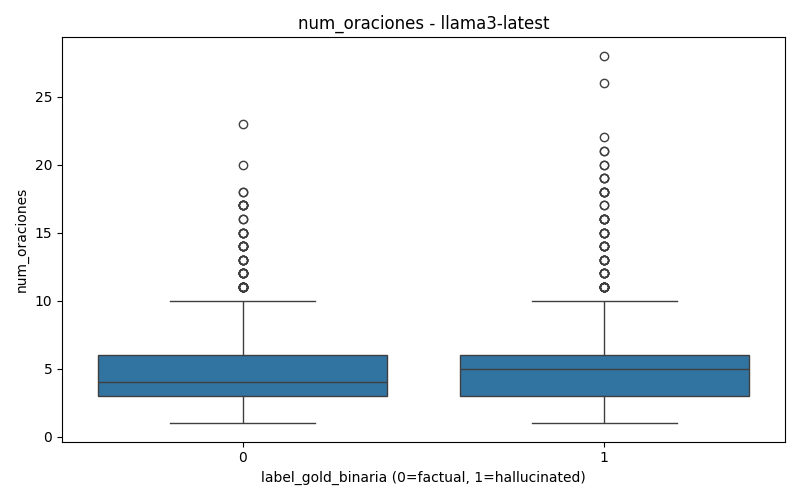 num_oraciones - llama3-latest
num_oraciones
25
20
15
10
5
0
0
1
label_gold_binaria (0=factual, 1=hallucinated)